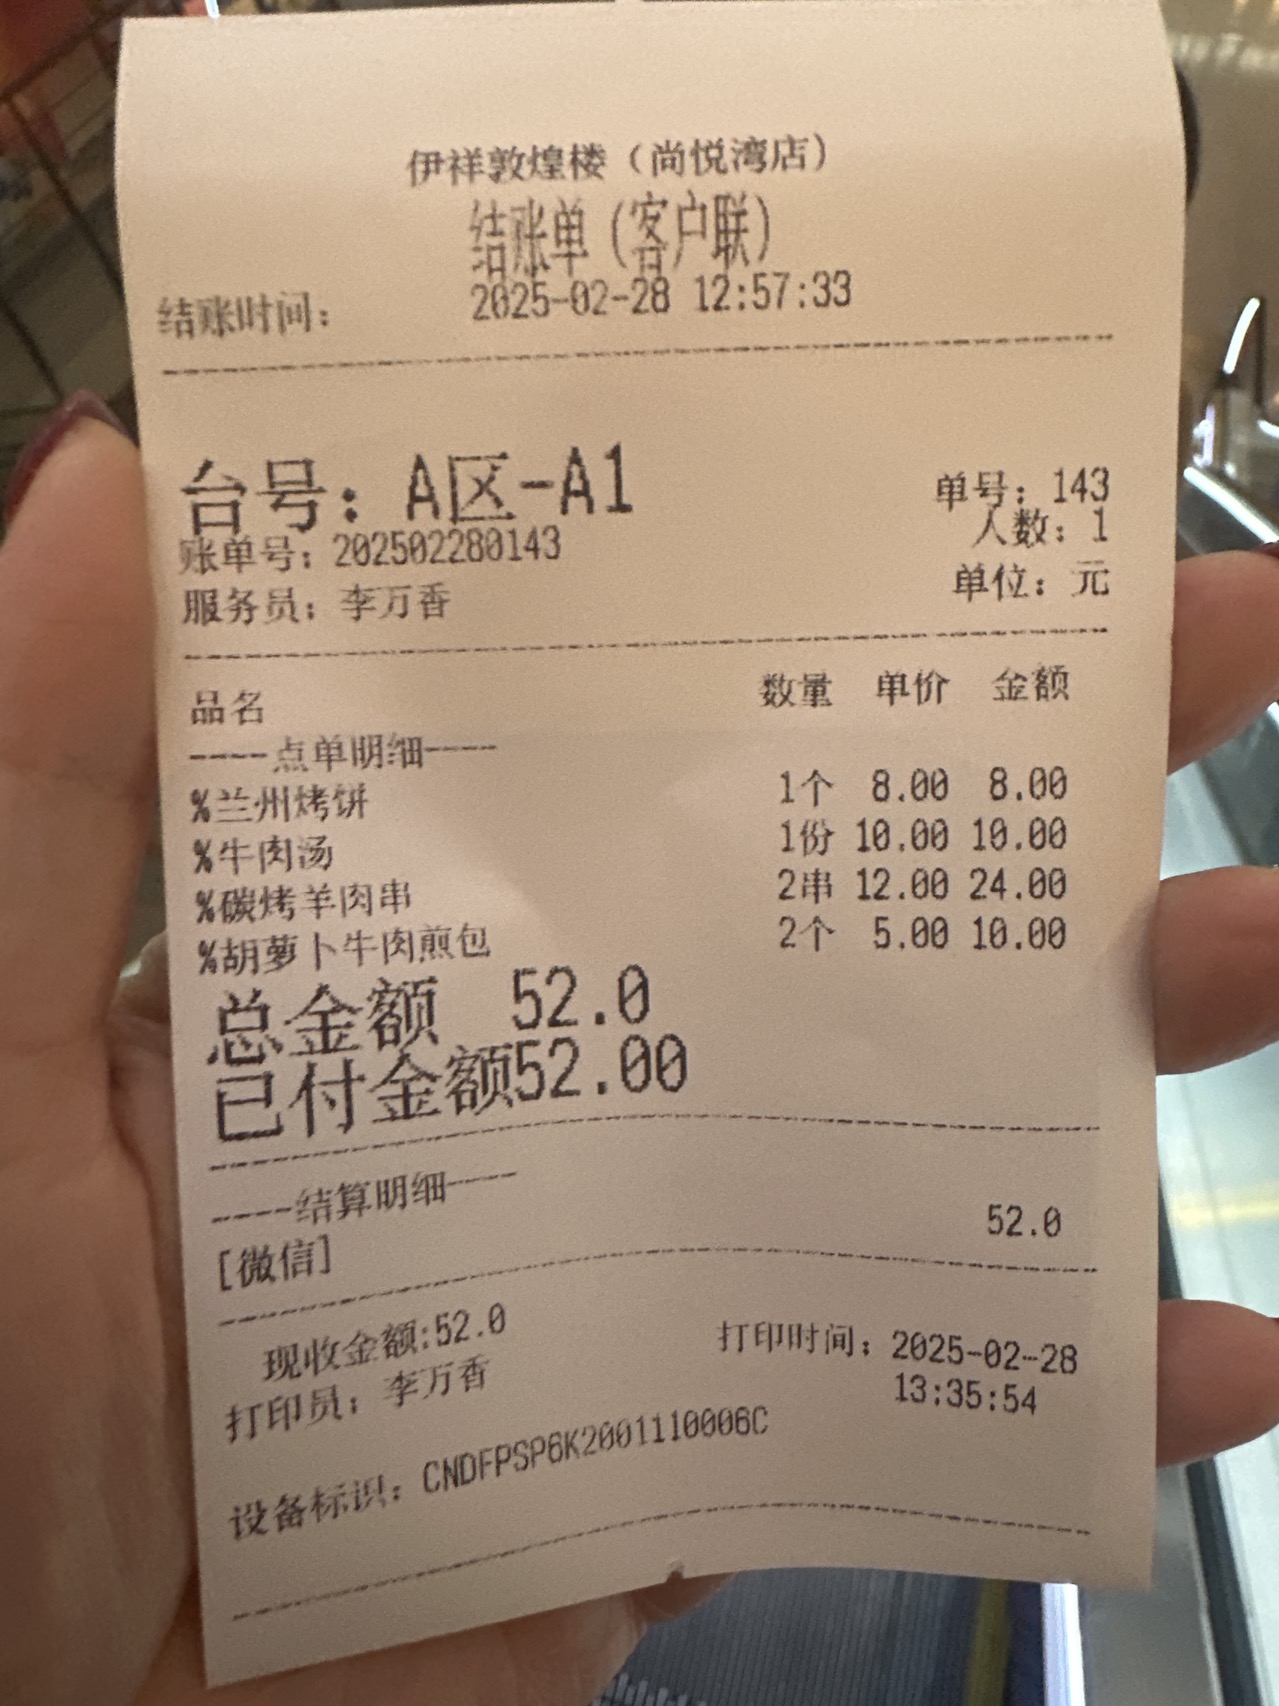 伊祥敦煌楼（尚悦湾店）
结账单（客户联）
结账时间： 2025-02-28 12:57:33
台号：A区-A1 单号：143
账单号：202502280143 人数：1
服务员：李万香 单位：元
品名 数量 单价 金额
----点单明细----
%兰州烤饼 1个 8.00 8.00
%牛肉汤 1份 10.00 10.00
%碳烤羊肉串 2串 12.00 24.00
%胡萝卜牛肉煎包 2个 5.00 10.00
总金额 52.0
已付金额52.00
----结算明细----
[微信] 52.0
现收金额:52.0
打印员：李万香 打印时间：2025-02-28
13:35:54
设备标识：CNDFPSP6K2001110006C